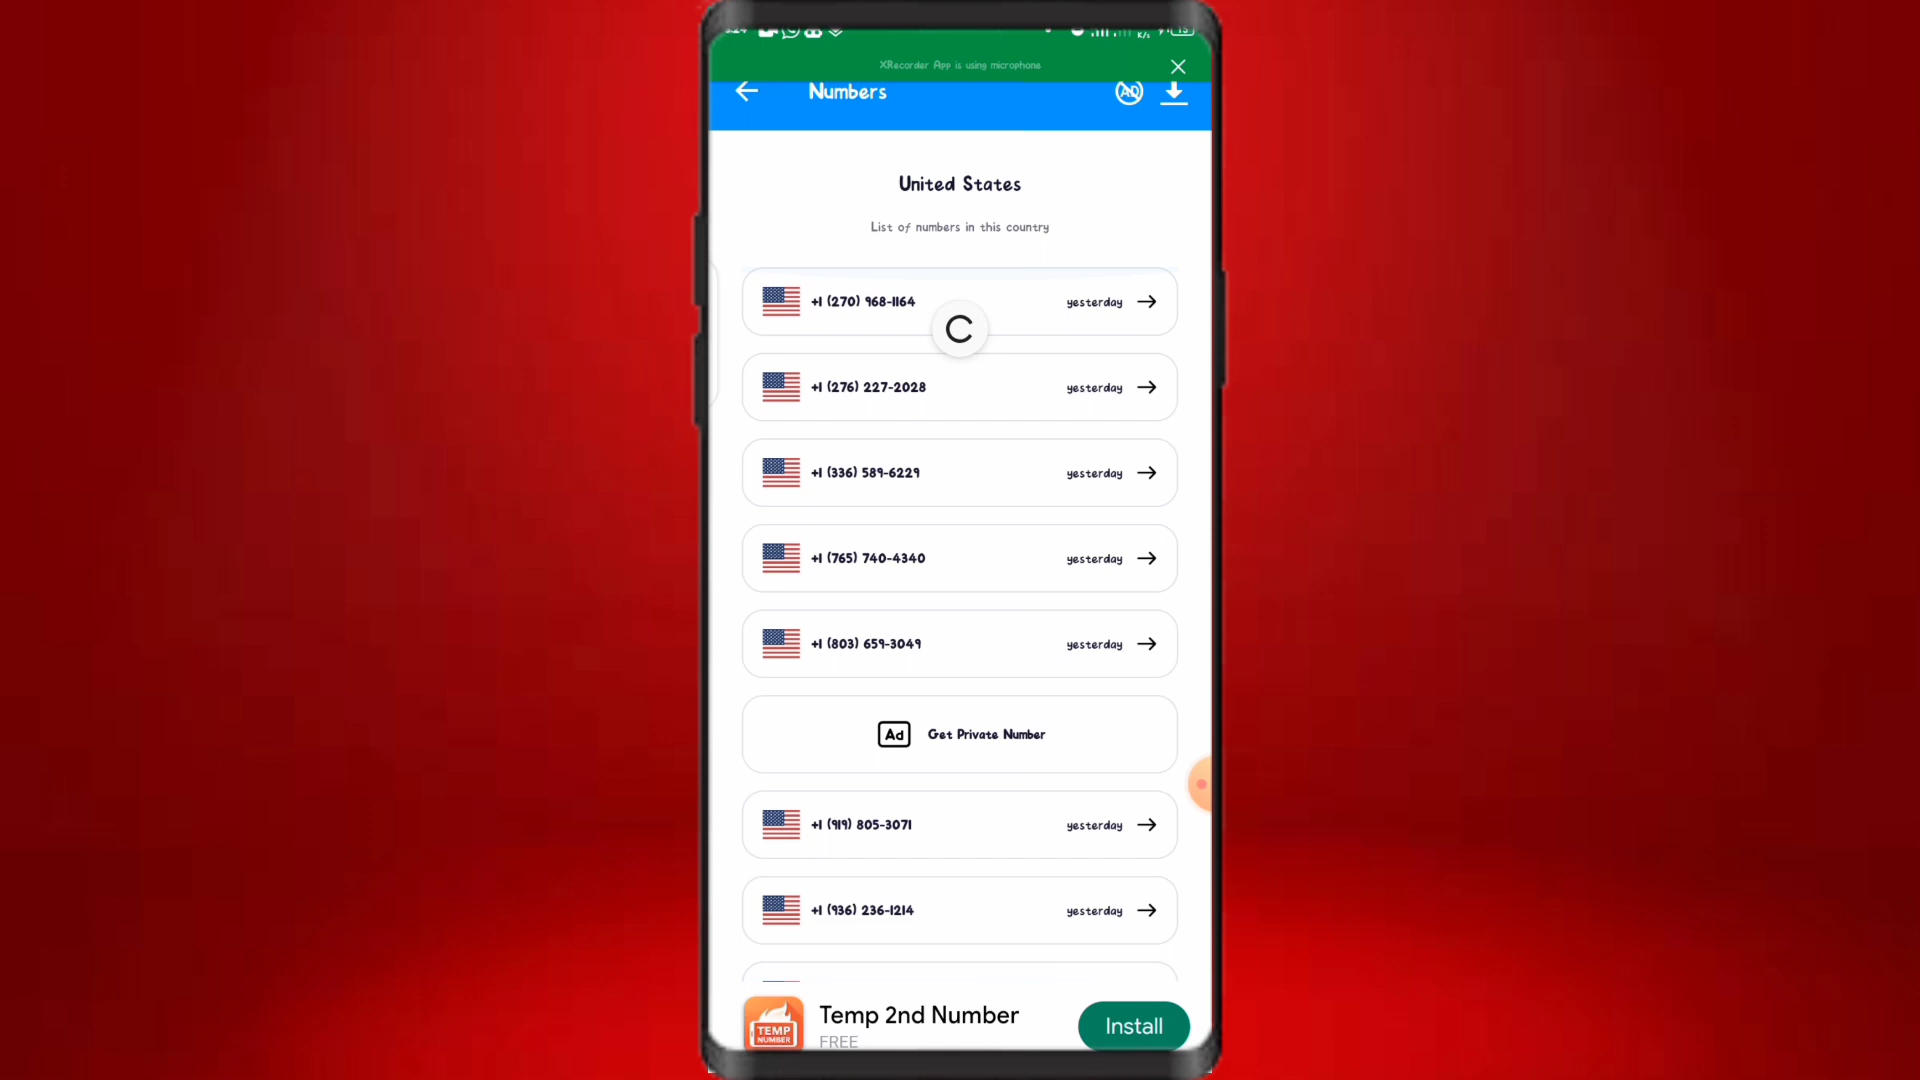 XRecorder App is using microphone
Numbers
AD
United States
List of numbers in this country
+1 (270) 968-1164 yesterday
+1 (276) 227-2028 yesterday
+1 (336) 589-6229 yesterday
+1 (765) 740-4340 yesterday
+1 (803) 659-3049 yesterday
Ad Get Private Number
+1 (919) 805-3071 yesterday
+1 (936) 236-1214 yesterday
TEMP
NUMBER
Temp 2nd Number
FREE
Install